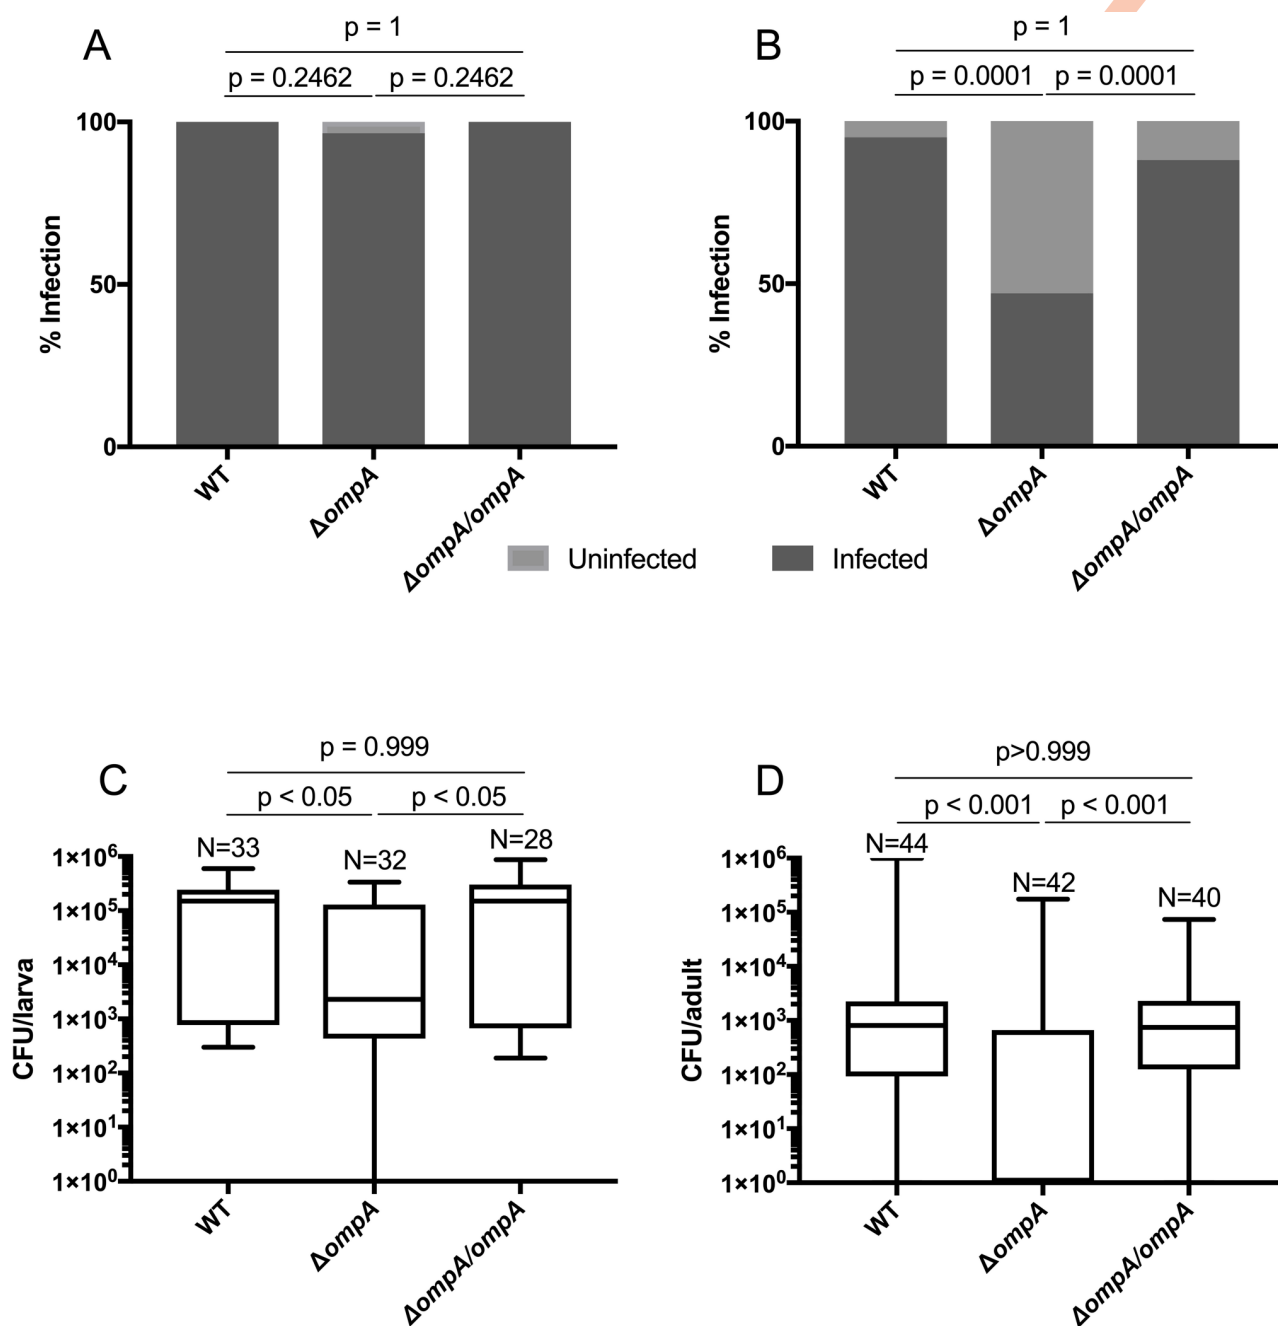 A
p = 1
p = 0.2462
p = 0.2462
100
50
0
% Infection
WT
ΔompA
ΔompA/ompA
B
p = 1
p = 0.0001
p = 0.0001
100
50
0
% Infection
WT
ΔompA
ΔompA/ompA
Uninfected
Infected
C
p = 0.999
p < 0.05
p < 0.05
N=33
N=32
N=28
1×10⁶
1×10⁵
1×10⁴
1×10³
1×10²
1×10¹
1×10⁰
CFU/larva
WT
ΔompA
ΔompA/ompA
D
p>0.999
p < 0.001
p < 0.001
N=44
N=42
N=40
1×10⁶
1×10⁵
1×10⁴
1×10³
1×10²
1×10¹
1×10⁰
CFU/adult
WT
ΔompA
ΔompA/ompA